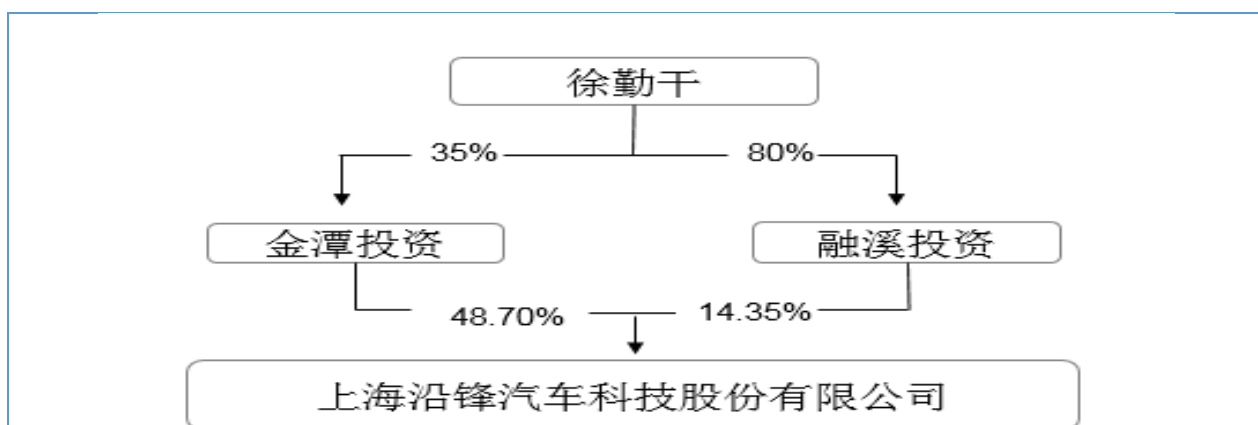 徐勤干
35% 80%
金潭投资 融溪投资
48.70% 14.35%
上海沿锋汽车科技股份有限公司